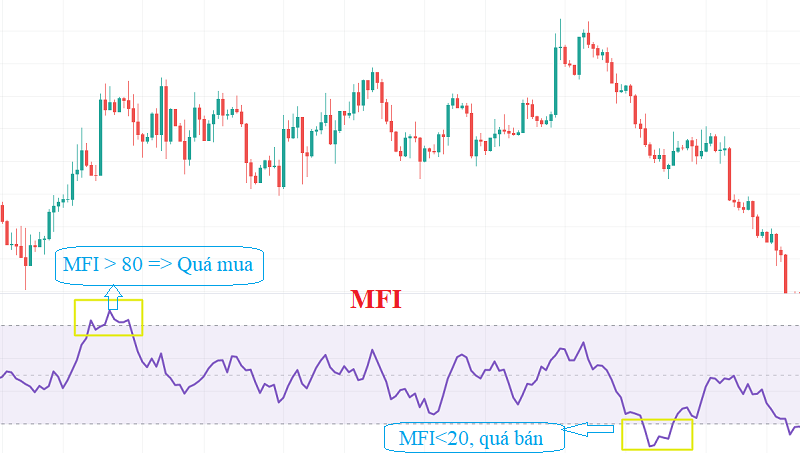 MFI > 80 => Quá mua
MFI
MFI<20, quá bán